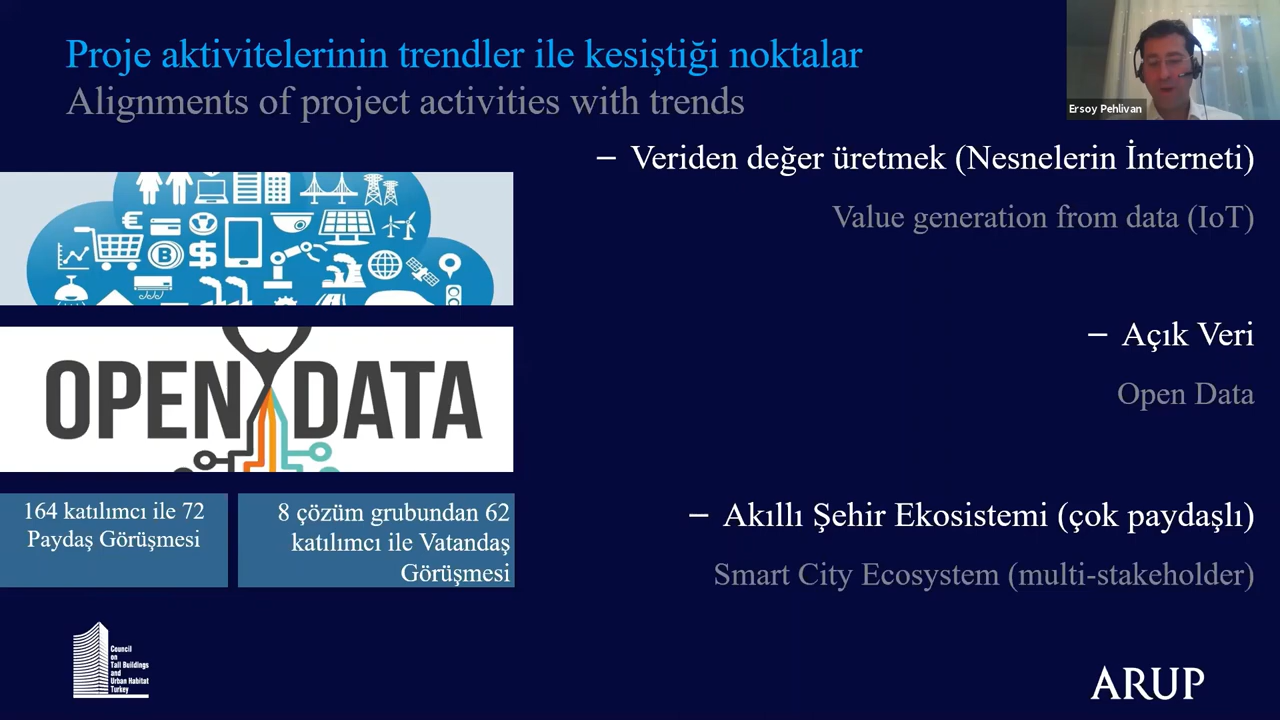 Proje aktivitelerinin trendler ile kesiştiği noktalar
Alignments of project activities with trends
Ersoy Pehlivan
– Veriden değer üretmek (Nesnelerin İnterneti)
Value generation from data (IoT)
OPEN DATA
– Açık Veri
Open Data
164 katılımcı ile 72
Paydaş Görüşmesi
8 çözüm grubundan 62
katılımcı ile Vatandaş
Görüşmesi
– Akıllı Şehir Ekosistemi (çok paydaşlı)
Smart City Ecosystem (multi-stakeholder)
Council
on
Tall Buildings
and
Urban Habitat
Turkey
ARUP